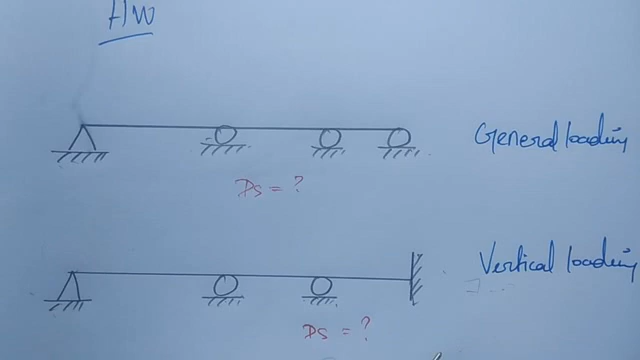 HW
General loading
Ds = ?
Vertical loading
Ds = ?